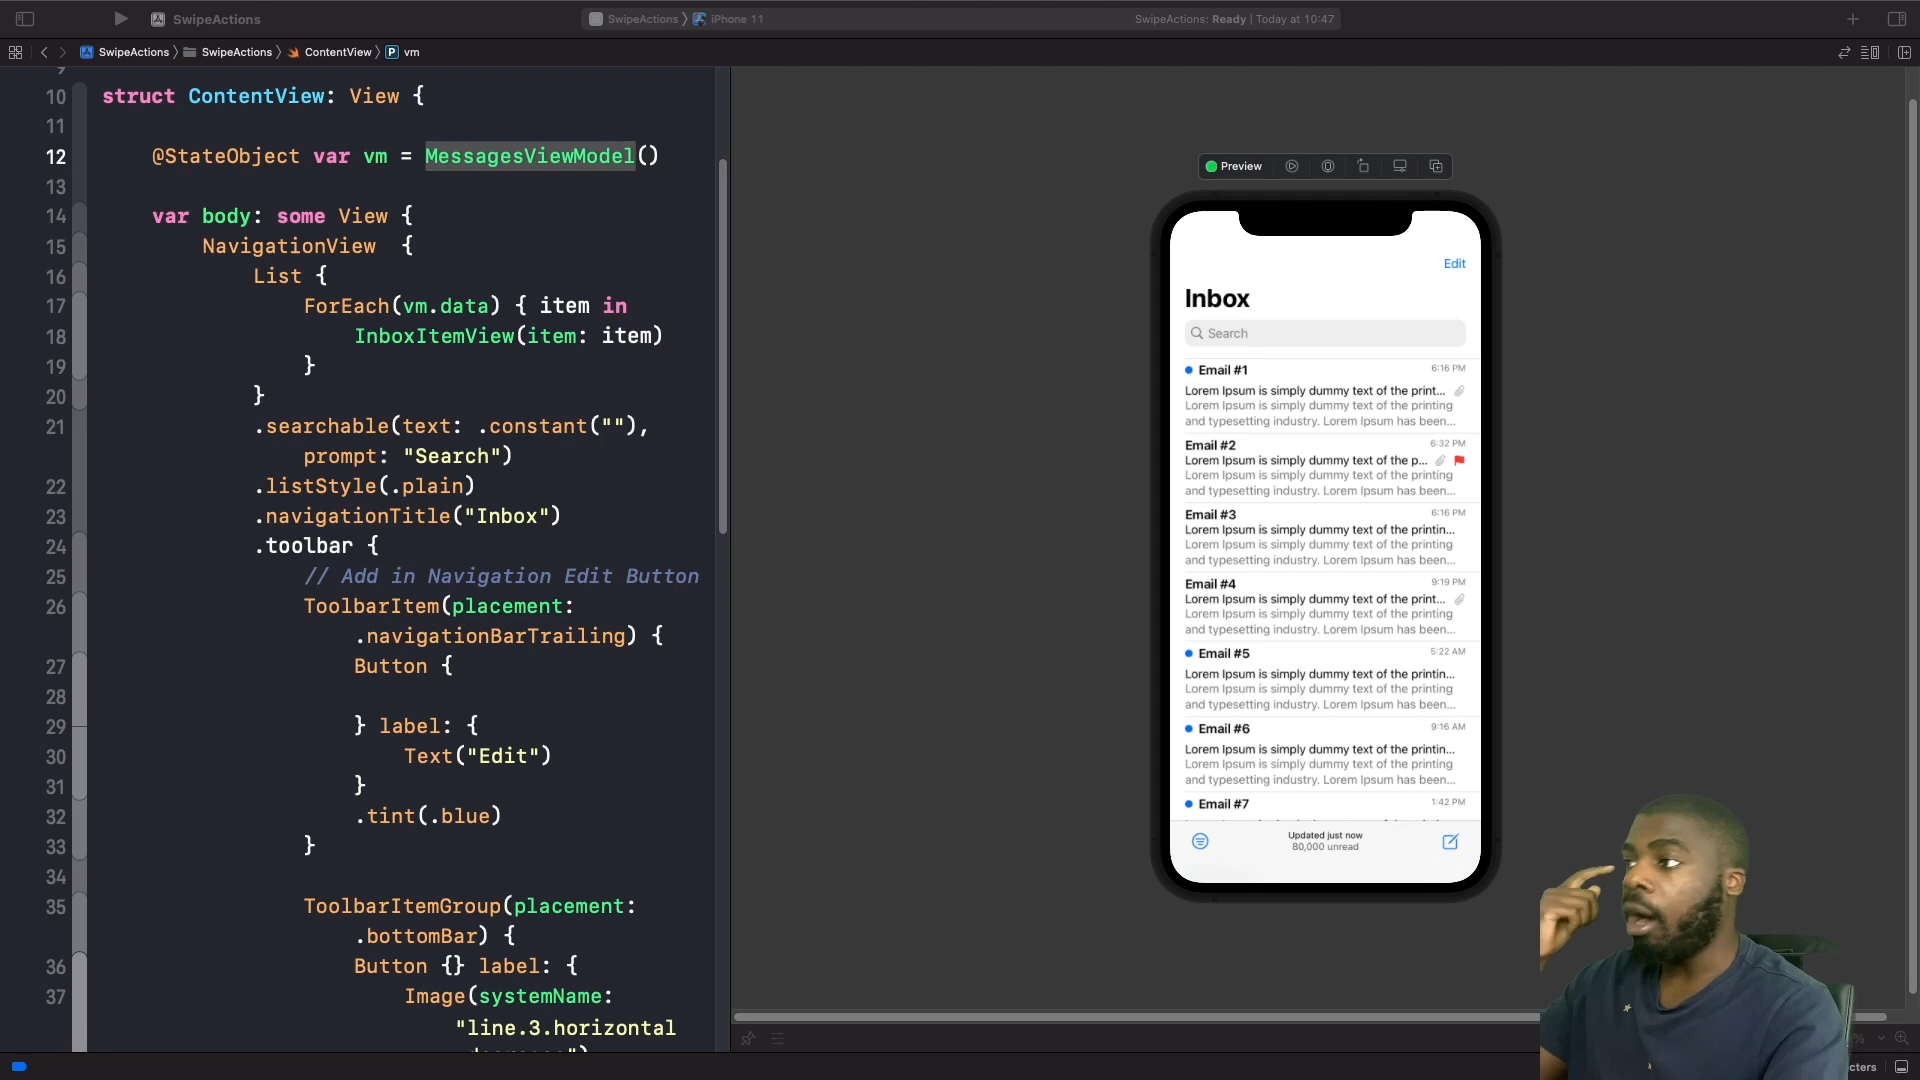 SwipeActions
SwipeActions
iPhone 11
SwipeActions: Ready | Today at 10:47
SwipeActions
SwipeActions
ContentView
P
vm
9
10 struct ContentView: View {
11
12 @StateObject var vm = MessagesViewModel()
13
14 var body: some View {
15 NavigationView {
16 List {
17 ForEach(vm.data) { item in
18 InboxItemView(item: item)
19 }
20 }
21 .searchable(text: .constant(""),
prompt: "Search")
22 .listStyle(.plain)
23 .navigationTitle("Inbox")
24 .toolbar {
25 // Add in Navigation Edit Button
26 ToolbarItem(placement:
.navigationBarTrailing) {
27 Button {
28
29 } label: {
30 Text("Edit")
31 }
32 .tint(.blue)
33 }
34
35 ToolbarItemGroup(placement:
.bottomBar) {
36 Button {} label: {
37 Image(systemName:
"line.3.horizontal
Preview
Edit
Inbox
Search
Email #1 6:16 PM
Lorem Ipsum is simply dummy text of the print...
Lorem Ipsum is simply dummy text of the printing
and typesetting industry. Lorem Ipsum has been...
Email #2 6:32 PM
Lorem Ipsum is simply dummy text of the p...
Lorem Ipsum is simply dummy text of the printing
and typesetting industry. Lorem Ipsum has been...
Email #3 6:16 PM
Lorem Ipsum is simply dummy text of the printin...
Lorem Ipsum is simply dummy text of the printing
and typesetting industry. Lorem Ipsum has been...
Email #4 9:19 PM
Lorem Ipsum is simply dummy text of the print...
Lorem Ipsum is simply dummy text of the printing
and typesetting industry. Lorem Ipsum has been...
Email #5 5:22 AM
Lorem Ipsum is simply dummy text of the printin...
Lorem Ipsum is simply dummy text of the printing
and typesetting industry. Lorem Ipsum has been...
Email #6 9:16 AM
Lorem Ipsum is simply dummy text of the printin...
Lorem Ipsum is simply dummy text of the printing
and typesetting industry. Lorem Ipsum has been...
Email #7 1:42 PM
Updated just now
80,000 unread
%
cters